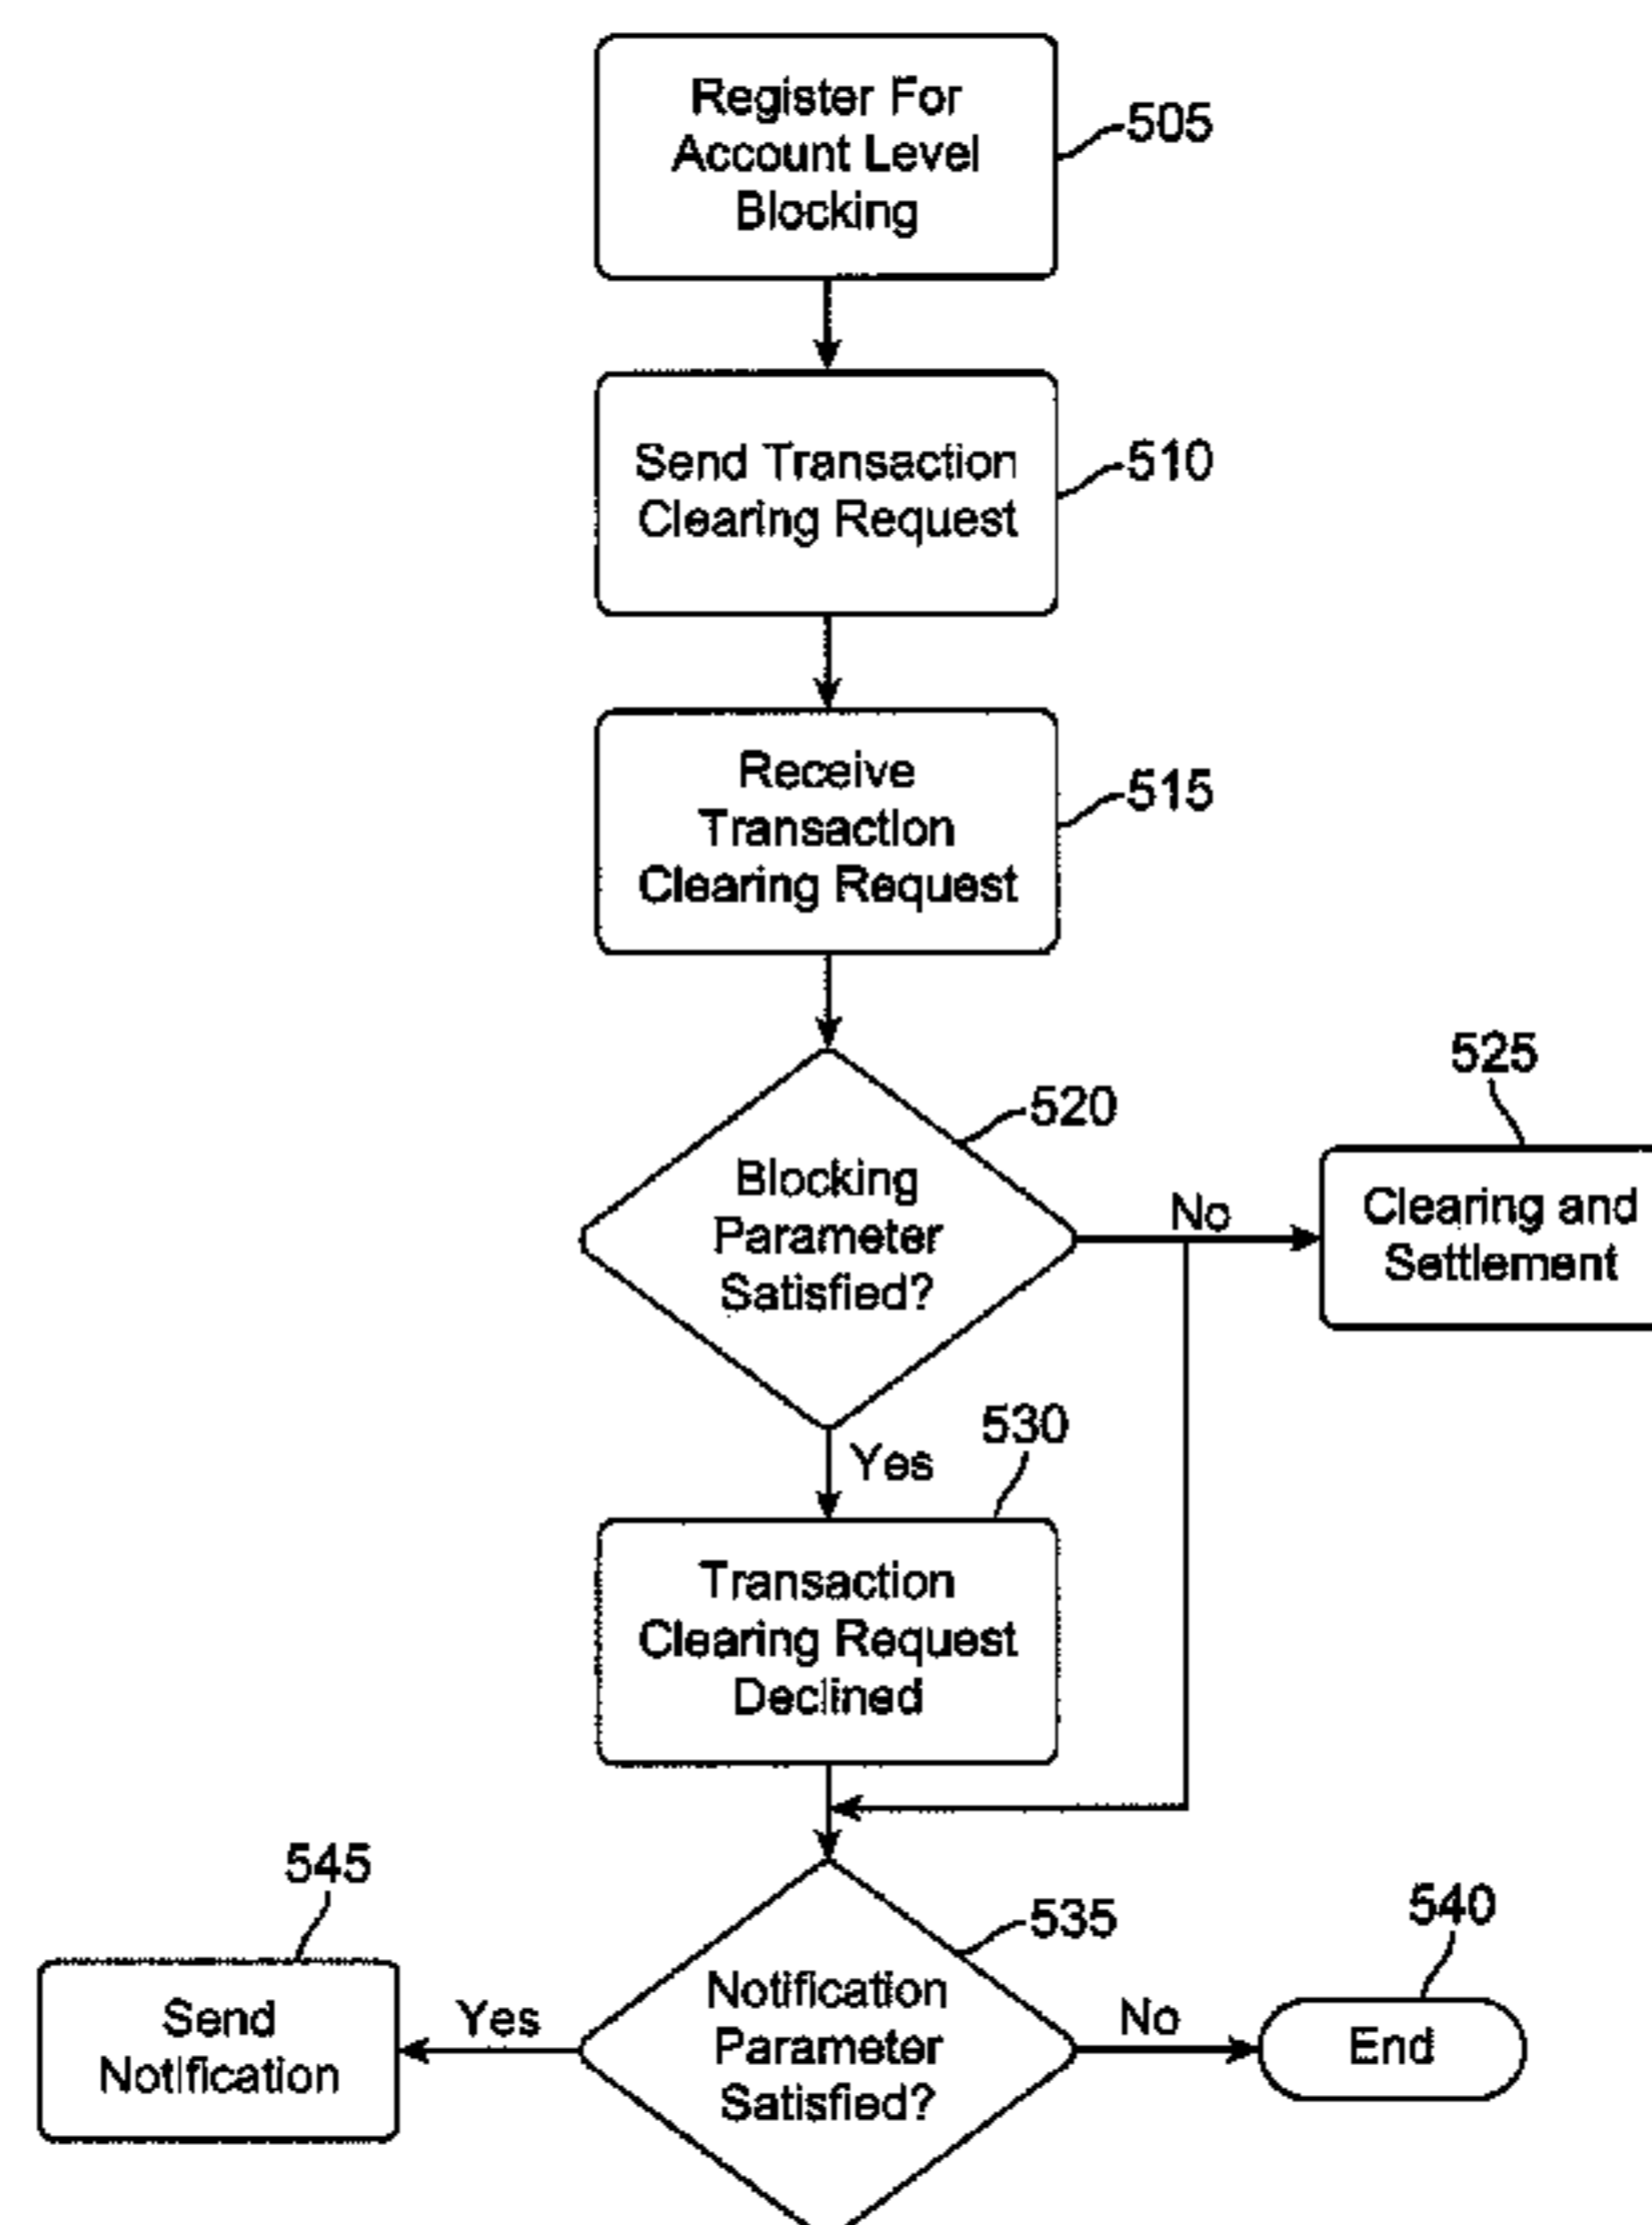 Register For
Account Level
Blocking
505
Send Transaction
Clearing Request
510
Receive
Transaction
Clearing Request
515
520
Blocking
Parameter
Satisfied?
No
525
Clearing and
Settlement
Yes
530
Transaction
Clearing Request
Declined
545
Send
Notification
Yes
535
Notification
Parameter
Satisfied?
No
540
End